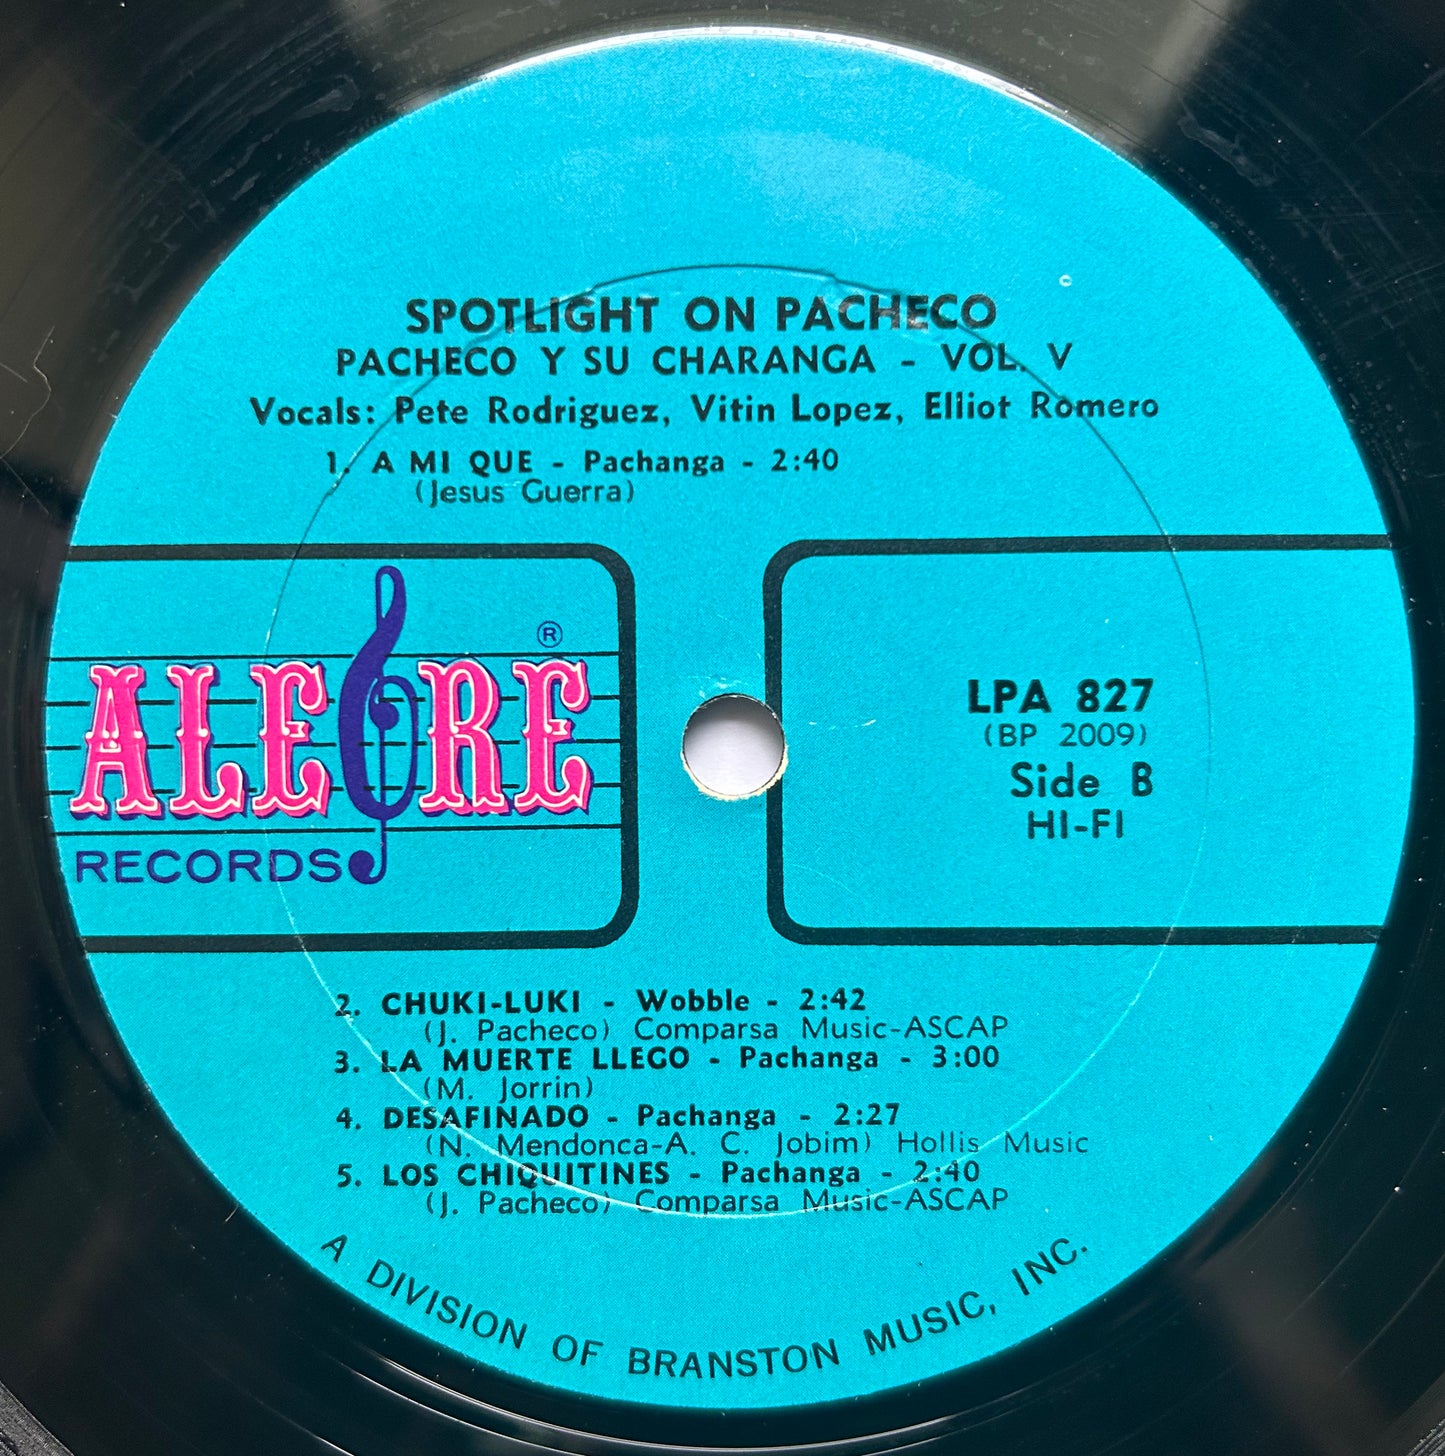 SPOTLIGHT ON PACHECO
PACHECO Y SU CHARANGA - VOL. V
Vocals: Pete Rodriguez, Vitin Lopez, Elliot Romero
1. A MI QUE - Pachanga - 2:40
(Jesus Guerra)
ALEGRE ®
RECORDS
LPA 827
(BP 2009)
Side B
HI-FI
2. CHUKI-LUKI - Wobble - 2:42
(J. Pacheco) Comparsa Music-ASCAP
3. LA MUERTE LLEGO - Pachanga - 3:00
(M. Jorrin)
4. DESAFINADO - Pachanga - 2:27
(N. Mendonca-A. C. Jobim) Hollis Music
5. LOS CHIQUITINES - Pachanga - 2:40
(J. Pacheco) Comparsa Music-ASCAP
A DIVISION OF BRANSTON MUSIC, INC.